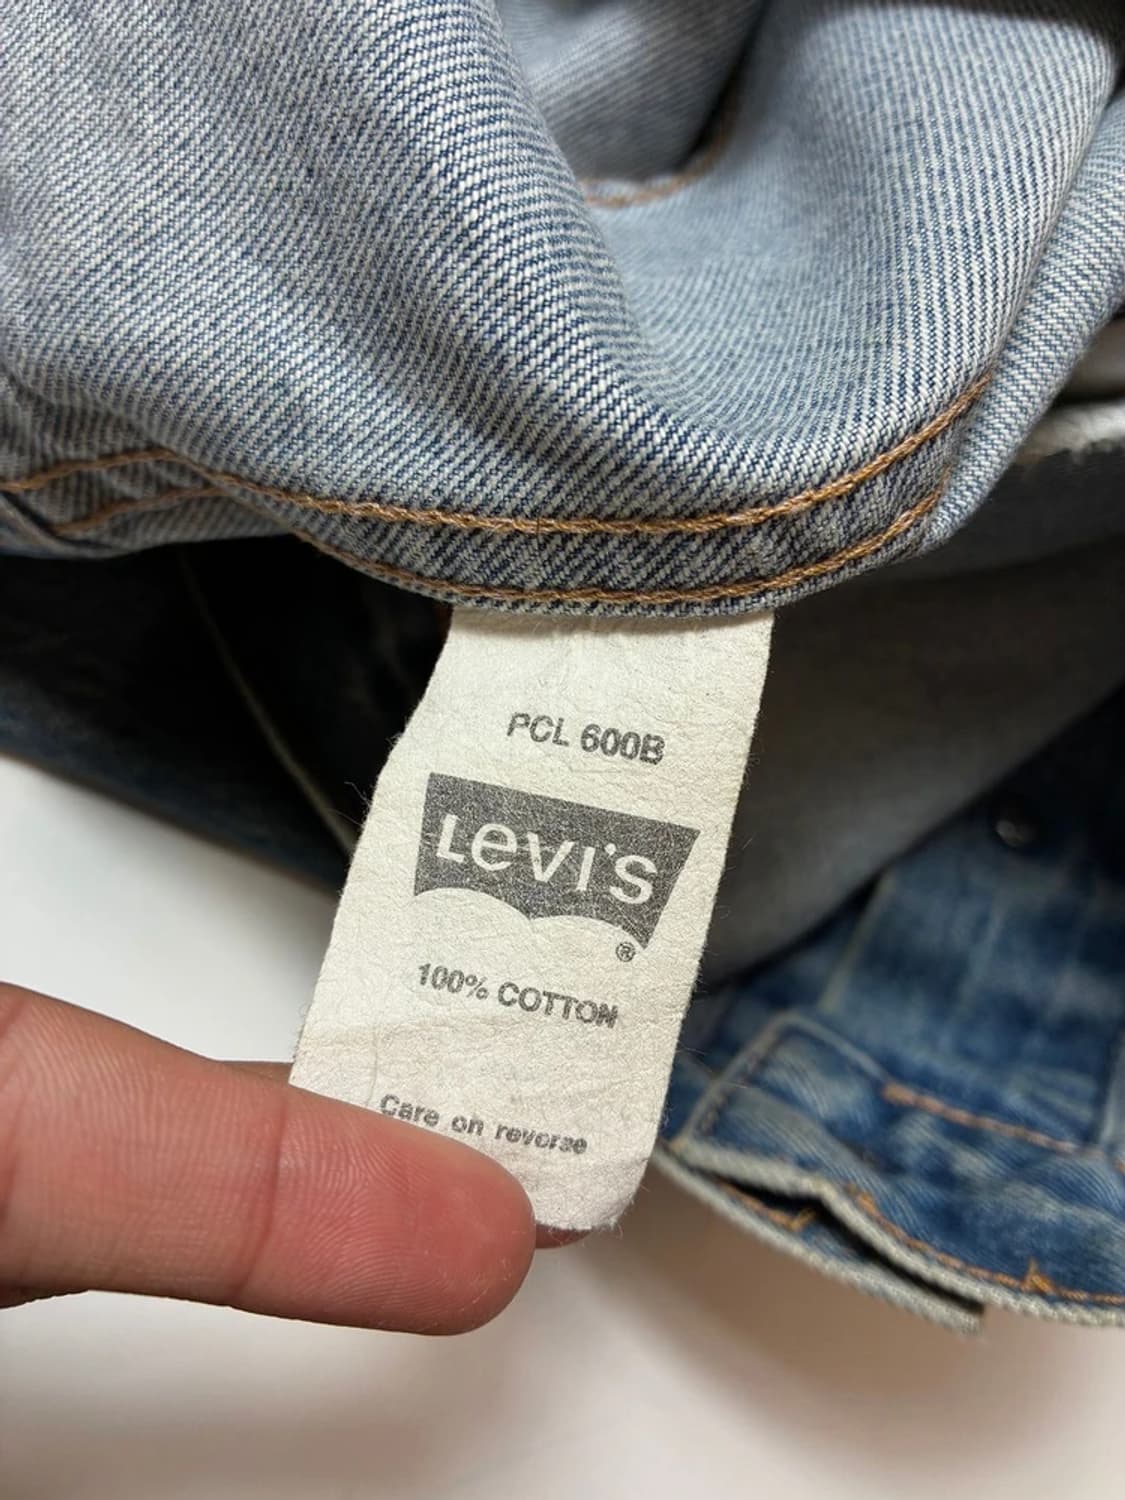 PCL 600B
Levi's
®
100% COTTON
Care on reverse